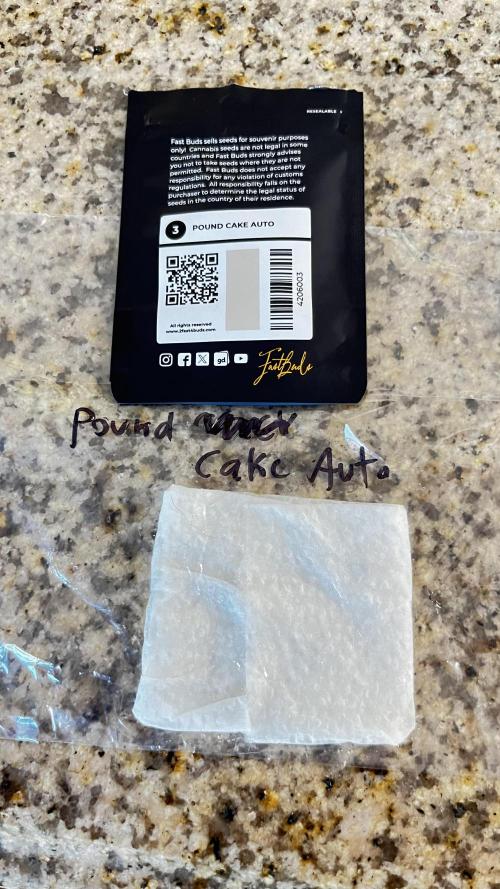 RESEALABLE
Fast Buds sells seeds for souvenir purposes
only! Cannabis seeds are not legal in some
countries and Fast Buds strongly advises
you not to take seeds where they are not
permitted. Fast Buds does not accept any
responsibility for any violation of customs
regulations. All responsibility falls on the
purchaser to determine the legal status of
seeds in the country of their residence.
3 POUND CAKE AUTO
4206003
All rights reserved
www.2fast4buds.com
gd
FastBuds
Pound
Cake Auto